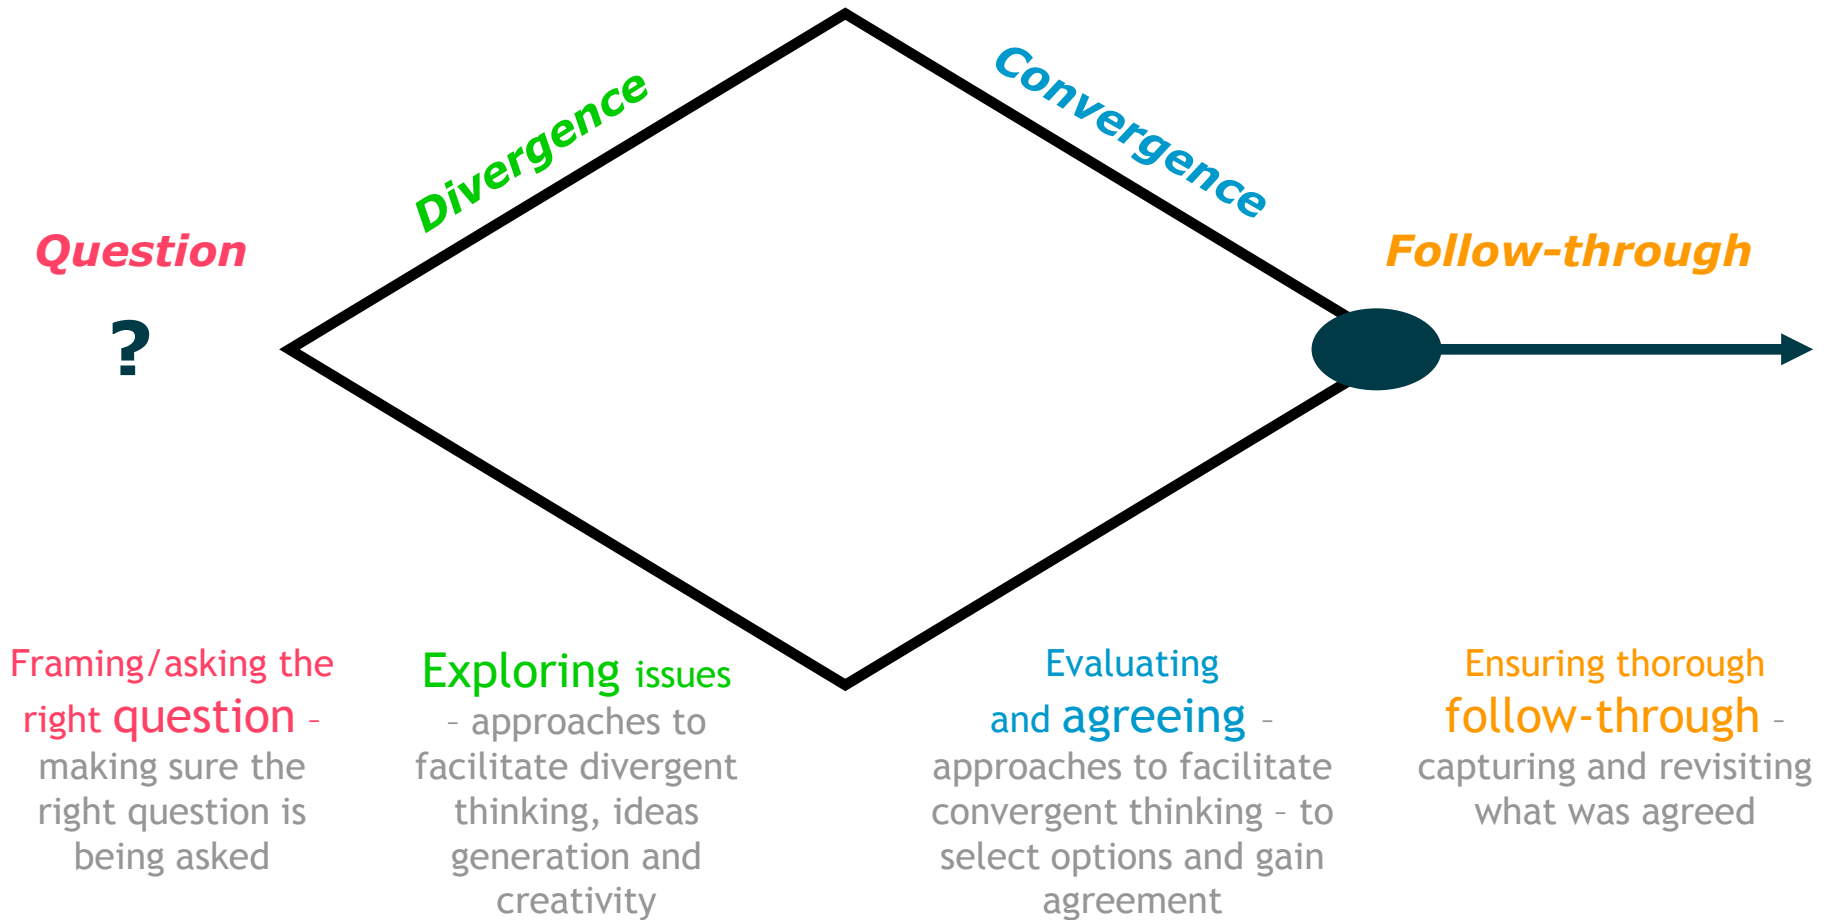 Divergence
Convergence
Question
Follow-through
?
Framing/asking the
right question –
making sure the
right question is
being asked
Exploring issues
– approaches to
facilitate divergent
thinking, ideas
generation and
creativity
Evaluating
and agreeing –
approaches to facilitate
convergent thinking – to
select options and gain
agreement
Ensuring thorough
follow-through –
capturing and revisiting
what was agreed